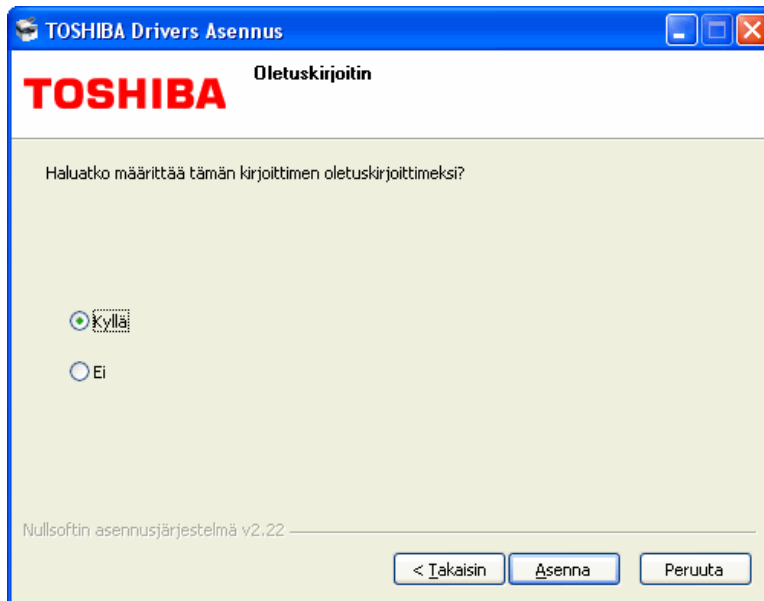 TOSHIBA Drivers Asennus
TOSHIBA
Oletuskirjoitin
Haluatko määrittää tämän kirjoittimen oletuskirjoittimeksi?
Kyllä
Ei
Nullsoftin asennusjärjestelmä v2.22
< Takaisin
Asenna
Peruuta